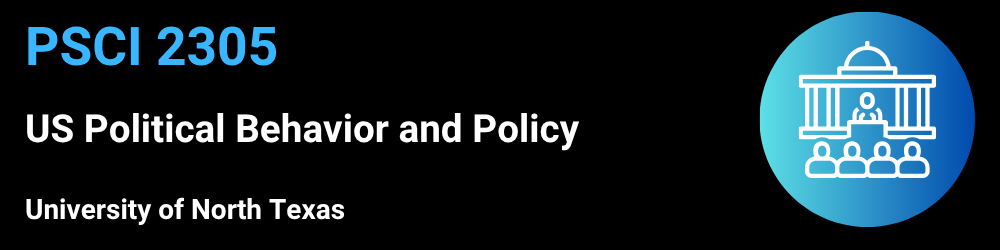 PSCI 2305
US Political Behavior and Policy
University of North Texas